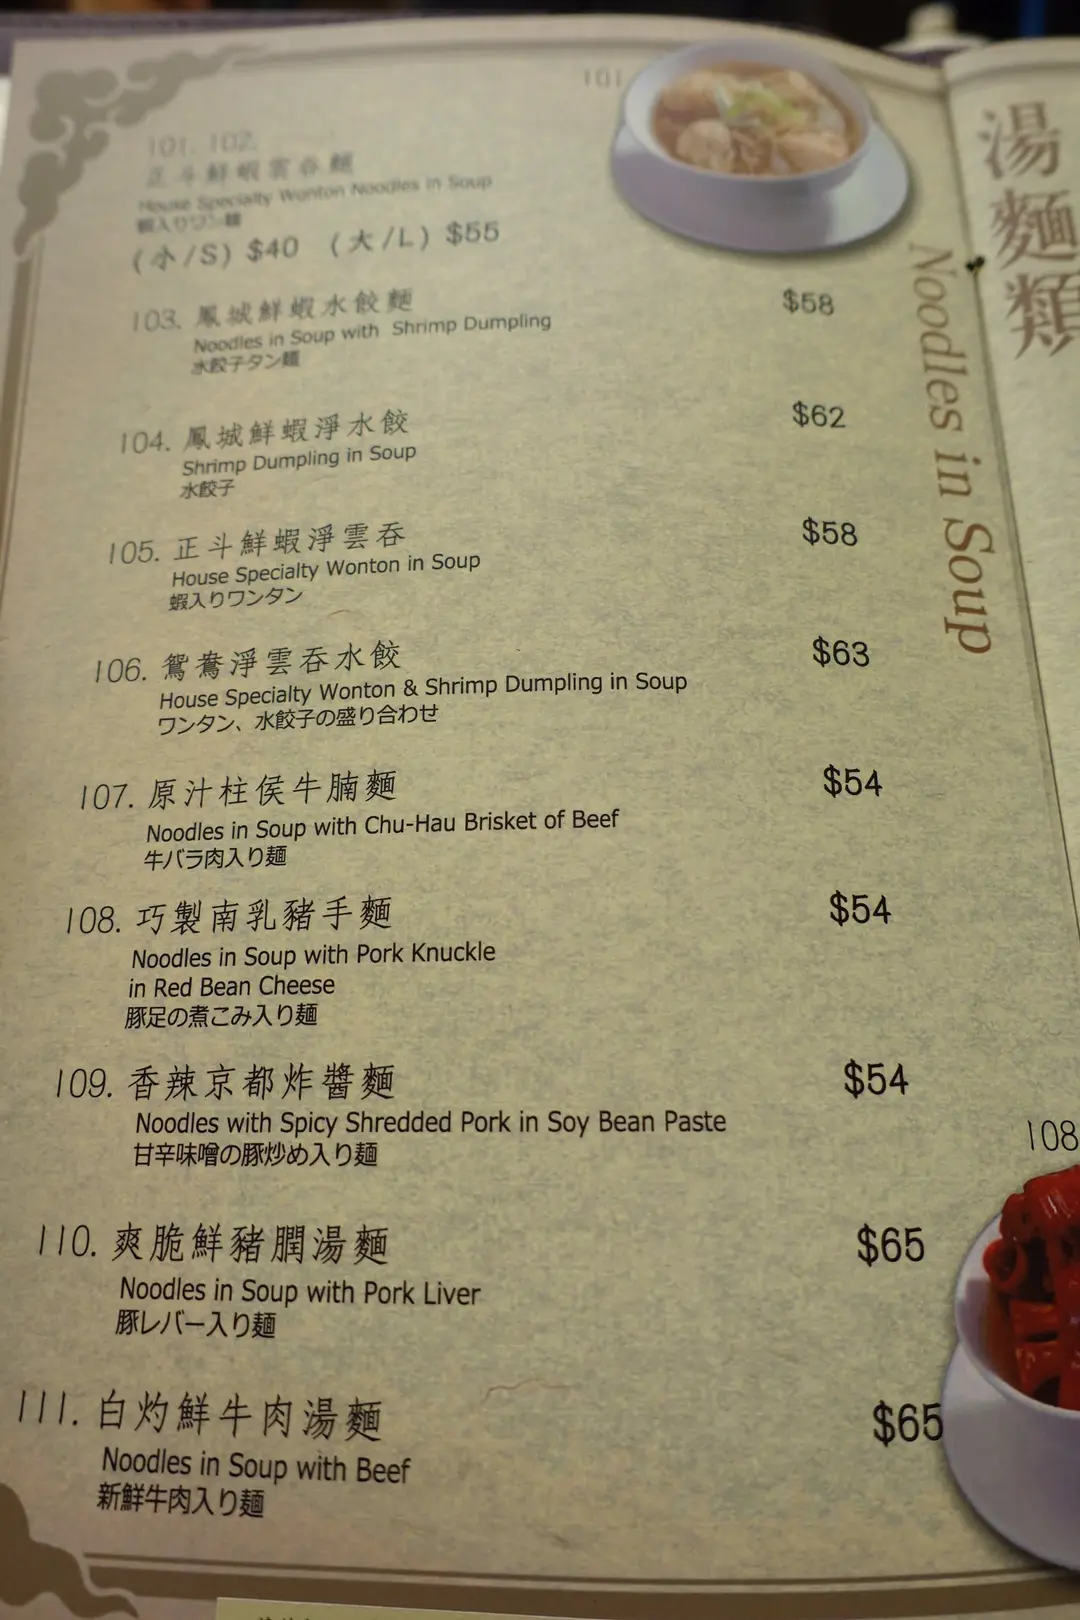 101
101. 102.
正斗鮮蝦雲吞麵
House Specialty Wonton Noodles in Soup
蝦入りワン麺
(小/S) $40 (大/L) $55
103. 鳳城鮮蝦水餃麵 $58
Noodles in Soup with Shrimp Dumpling
水餃子タン麺
104. 鳳城鮮蝦淨水餃 $62
Shrimp Dumpling in Soup
水餃子
105. 正斗鮮蝦淨雲吞 $58
House Specialty Wonton in Soup
蝦入りワンタン
106. 鴛鴦淨雲吞水餃 $63
House Specialty Wonton & Shrimp Dumpling in Soup
ワンタン、水餃子の盛り合わせ
107. 原汁柱侯牛腩麵 $54
Noodles in Soup with Chu-Hau Brisket of Beef
牛バラ肉入り麺
108. 巧製南乳豬手麵 $54
Noodles in Soup with Pork Knuckle
in Red Bean Cheese
豚足の煮こみ入り麺
109. 香辣京都炸醬麵 $54
Noodles with Spicy Shredded Pork in Soy Bean Paste
甘辛味噌の豚炒め入り麺
110. 爽脆鮮豬膶湯麵 $65
Noodles in Soup with Pork Liver
豚レバー入り麺
111. 白灼鮮牛肉湯麵 $65
Noodles in Soup with Beef
新鮮牛肉入り麺
湯麵類
Noodles in Soup
108